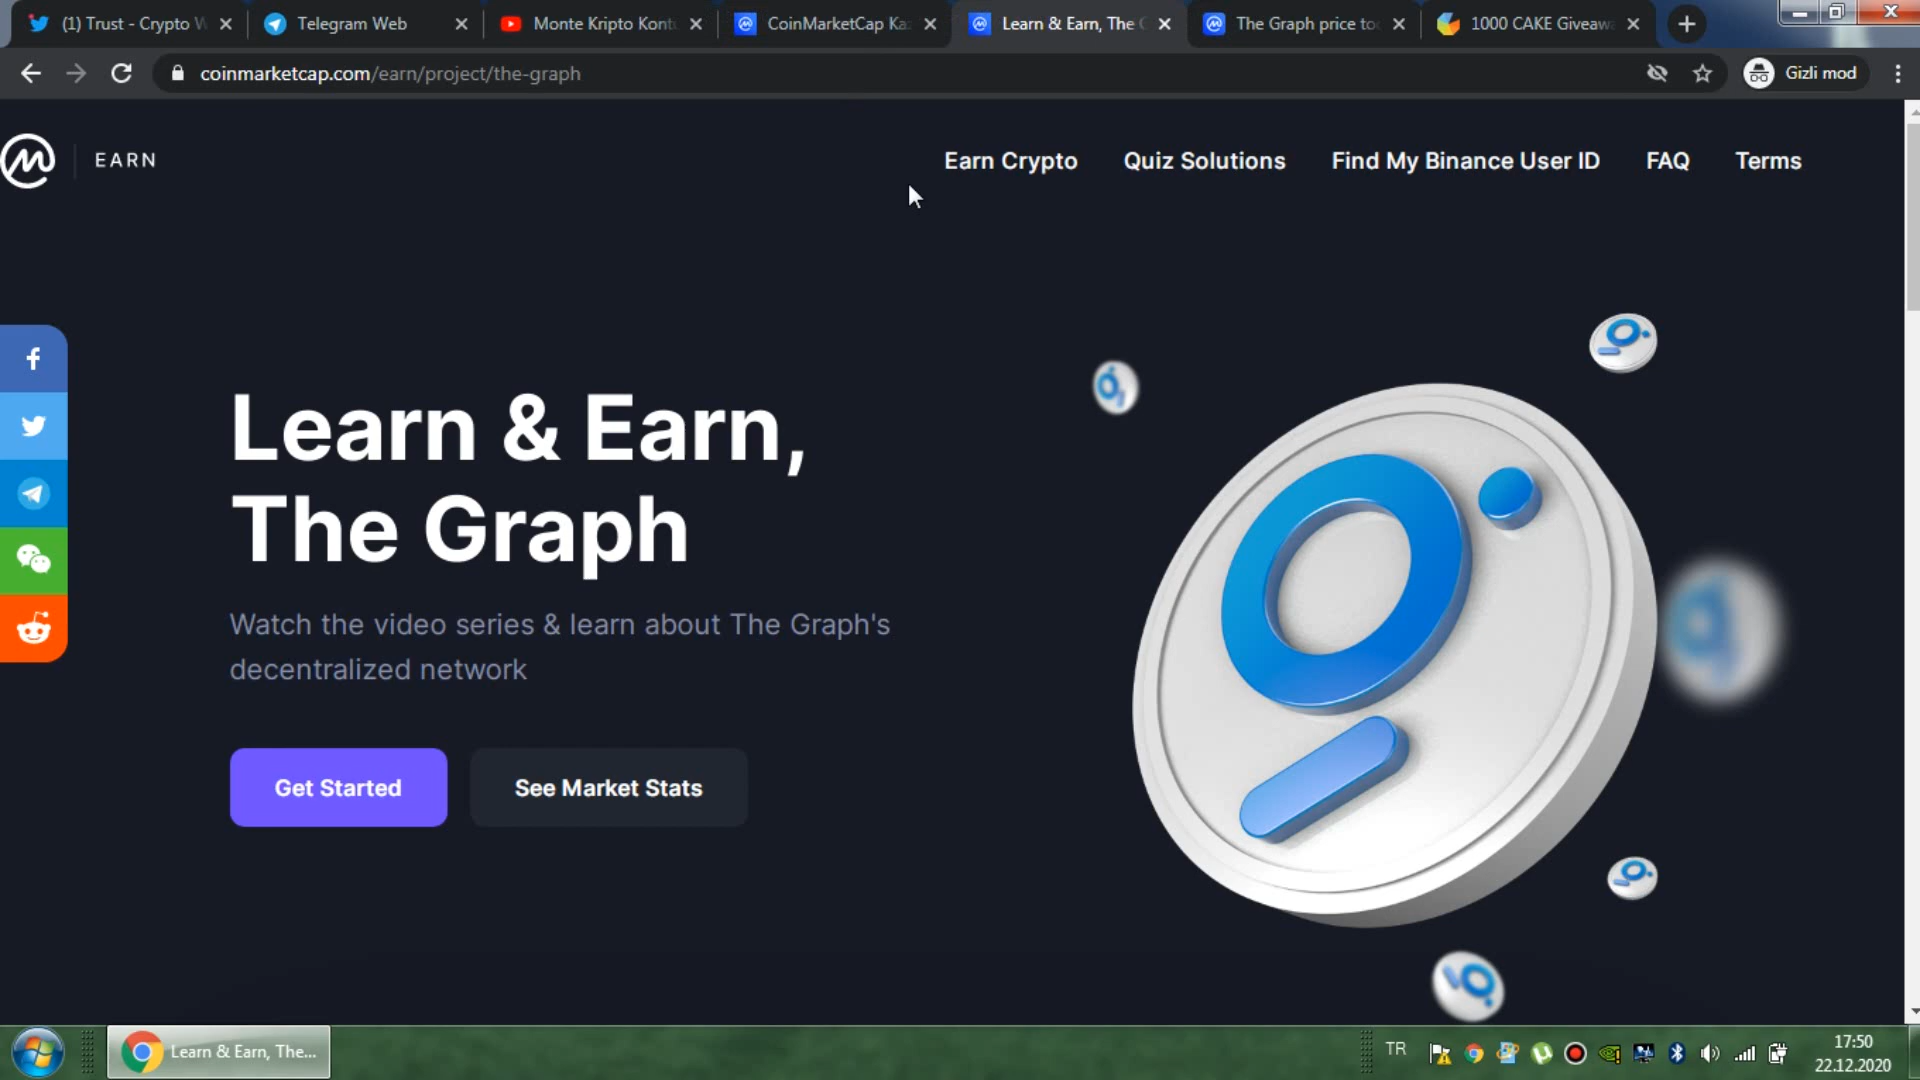 (1) Trust - Crypto W
Telegram Web
Monte Kripto Kont
CoinMarketCap Ka
Learn & Earn, The G
The Graph price to
1000 CAKE Giveaw
coinmarketcap.com/earn/project/the-graph
Gizli mod
EARN
Earn Crypto
Quiz Solutions
Find My Binance User ID
FAQ
Terms
Learn & Earn,
The Graph
Watch the video series & learn about The Graph's
decentralized network
Get Started
See Market Stats
Learn & Earn, The...
TR
17:50
22.12.2020